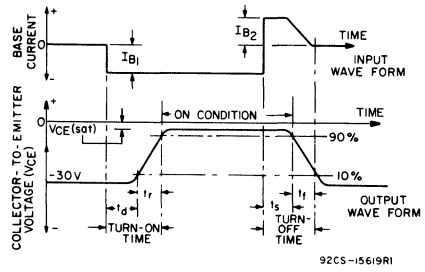 BASE
CURRENT
+
0
-
IB1
IB2
TIME
INPUT
WAVE FORM
COLLECTOR-TO-EMITTER
VOLTAGE (VCE)
+
0
VCE(sat)
-30V
-
ON CONDITION
TIME
90%
10%
tr
td
ts
tf
TURN-ON
TIME
TURN-
OFF
TIME
OUTPUT
WAVE FORM
92CS-15619R1